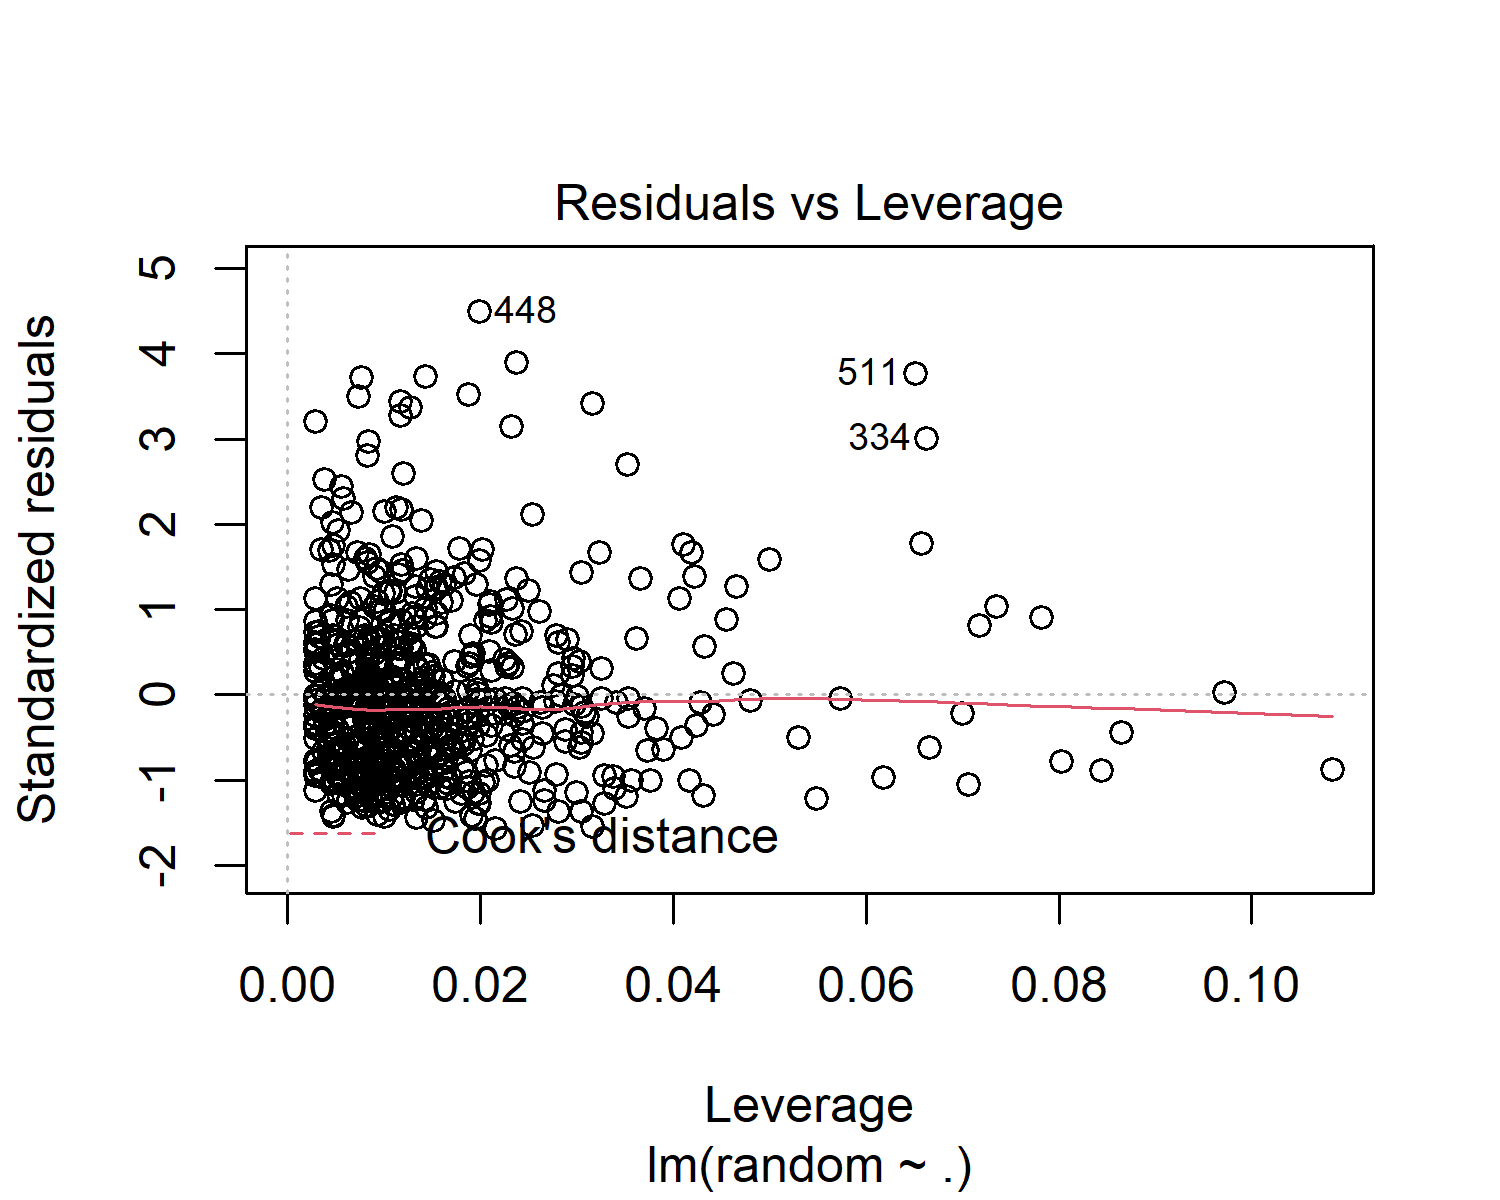 Residuals vs Leverage
Standardized residuals
5
4
3
2
1
0
-1
-2
448
511
334
Cook's distance
0.00 0.02 0.04 0.06 0.08 0.10
Leverage
lm(random ~ .)